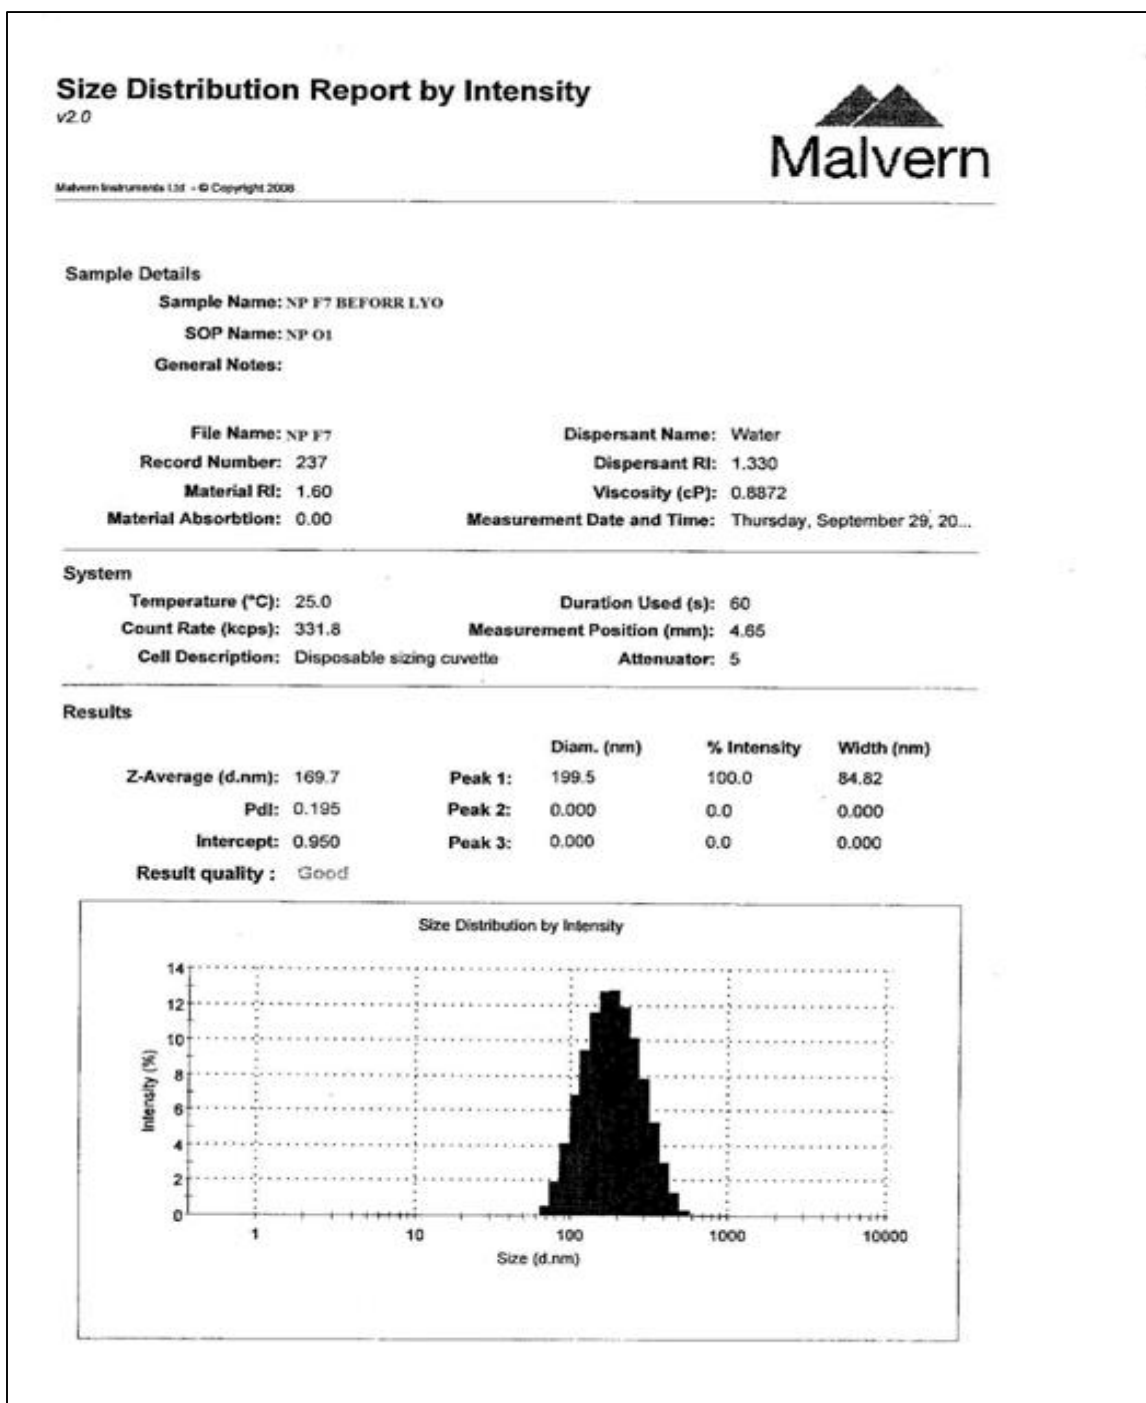 Size Distribution Report by Intensity
v2.0
Malvern
Malvern Instruments Ltd - © Copyright 2008
Sample Details
Sample Name: NP F7 BEFORR LYO
SOP Name: NP O1
General Notes:
File Name: NP F7 Dispersant Name: Water
Record Number: 237 Dispersant RI: 1.330
Material RI: 1.60 Viscosity (cP): 0.8872
Material Absorbtion: 0.00 Measurement Date and Time: Thursday, September 29, 20...
System
Temperature (°C): 25.0 Duration Used (s): 60
Count Rate (kcps): 331.8 Measurement Position (mm): 4.65
Cell Description: Disposable sizing cuvette Attenuator: 5
Results
Diam. (nm) % Intensity Width (nm)
Z-Average (d.nm): 169.7 Peak 1: 199.5 100.0 84.82
PdI: 0.195 Peak 2: 0.000 0.0 0.000
Intercept: 0.950 Peak 3: 0.000 0.0 0.000
Result quality : Good
Size Distribution by Intensity
14
12
10
8
6
4
2
0
Intensity (%)
1 10 100 1000 10000
Size (d.nm)